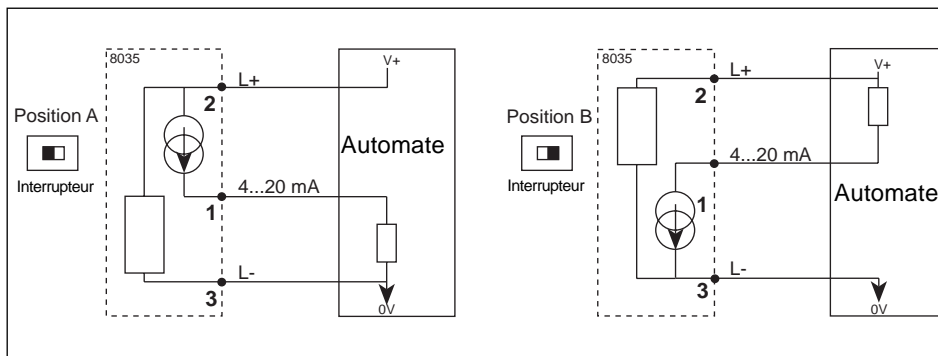 8035
L+
V+
2
Position A
Interrupteur
Automate
4...20 mA
1
L-
3
0V
8035
L+
V+
2
Position B
Interrupteur
4...20 mA
Automate
1
L-
3
0V